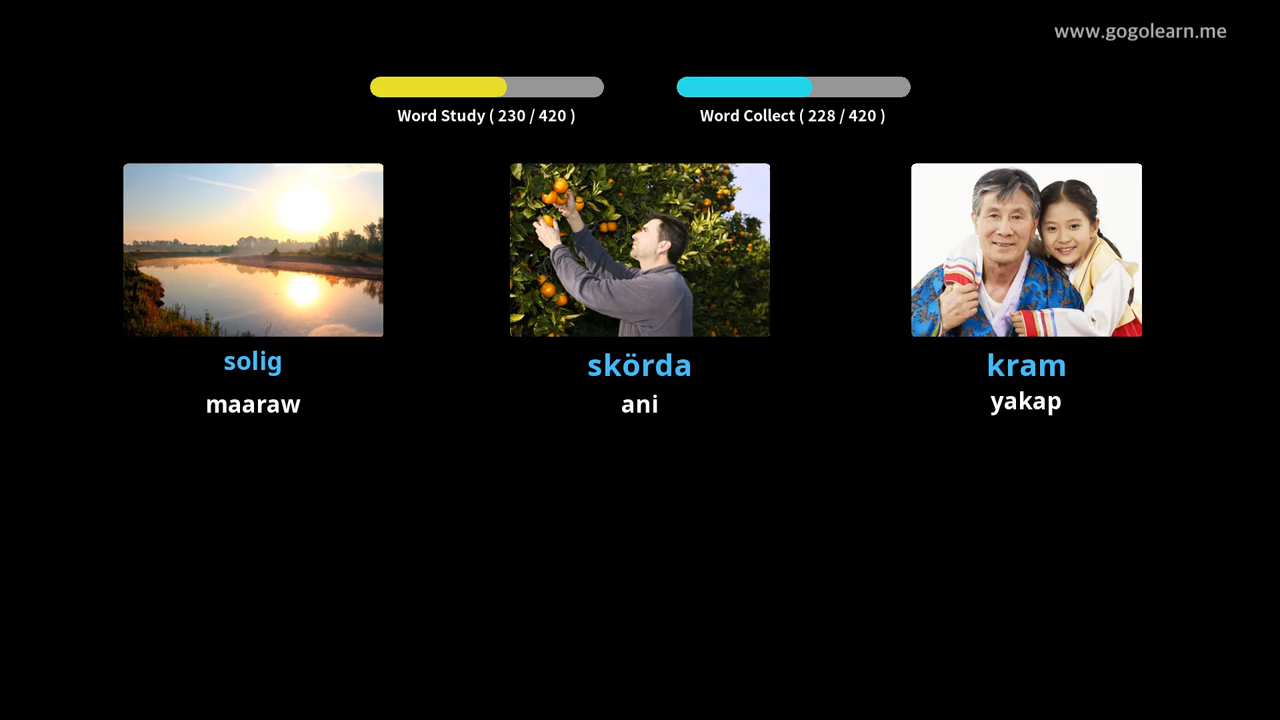 www.gogolearn.me
Word Study ( 230 / 420 )
Word Collect ( 228 / 420 )
solig
maaraw
skörda
ani
kram
yakap